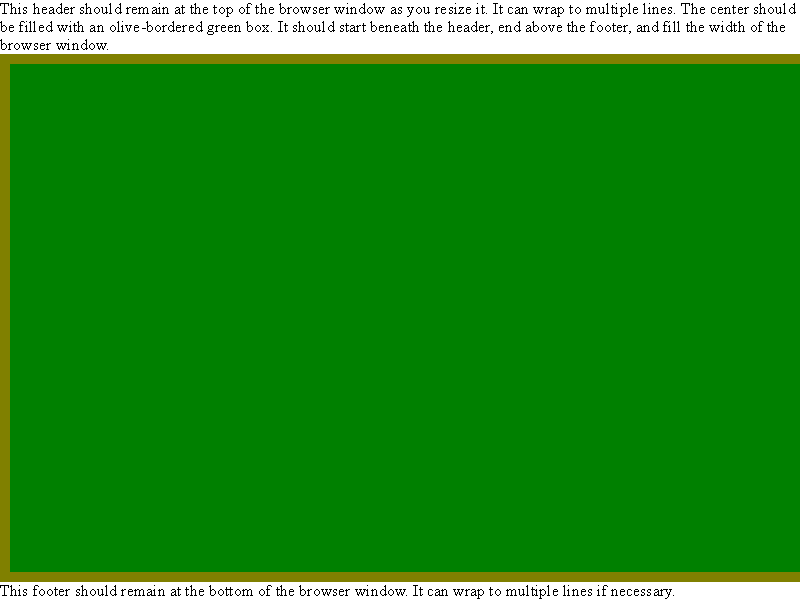 This header should remain at the top of the browser window as you resize it. It can wrap to multiple lines. The center should
be filled with an olive-bordered green box. It should start beneath the header, end above the footer, and fill the width of the
browser window.
This footer should remain at the bottom of the browser window. It can wrap to multiple lines if necessary.